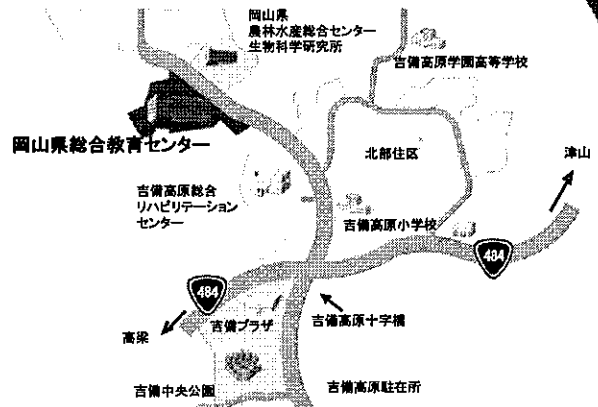 岡山県
農林水産総合センター
生物科学研究所
吉備高原学園高等学校
岡山県総合教育センター
北部住区
津山
吉備高原総合
リハビリテーション
センター
吉備高原小学校
484
484
高梁
吉備プラザ
吉備高原十字橋
吉備中央公園
吉備高原駐在所